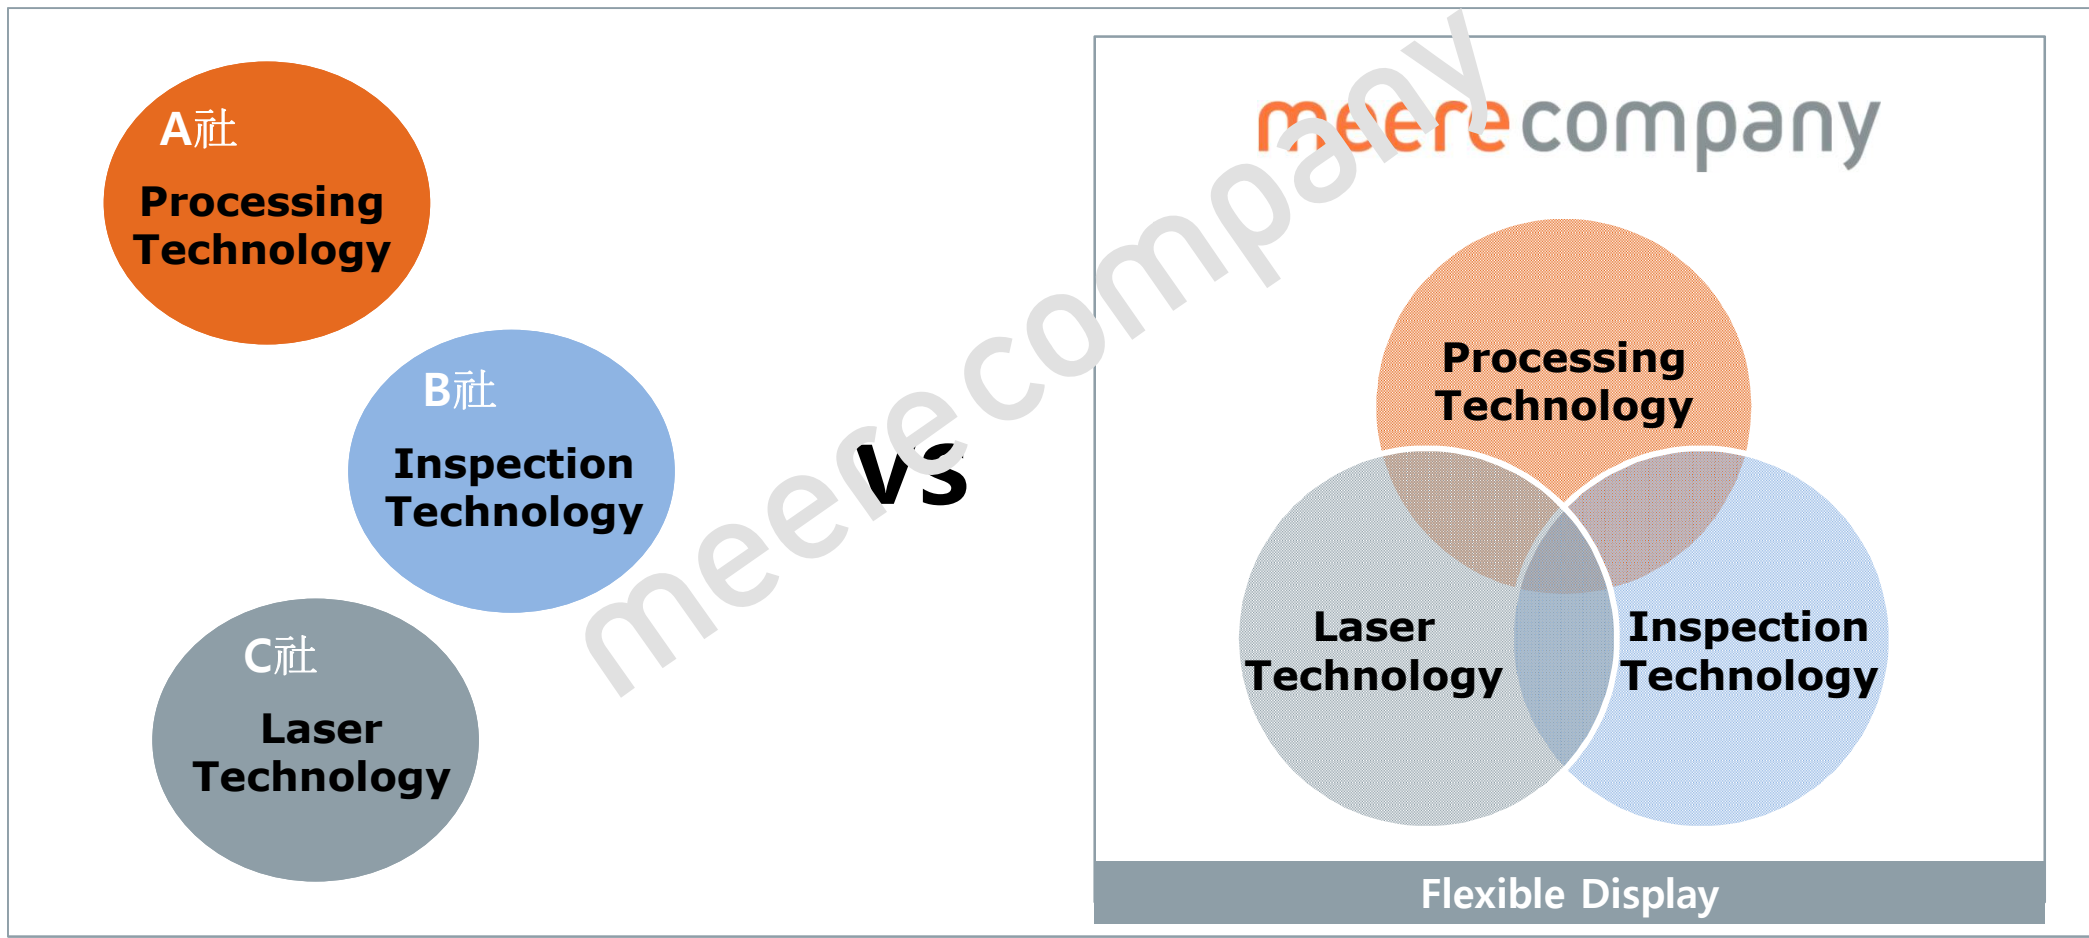 A社
Processing
Technology
B社
Inspection
Technology
C社
Laser
Technology
VS
meerecompany
meerecompany
Processing
Technology
Laser
Technology
Inspection
Technology
Flexible Display